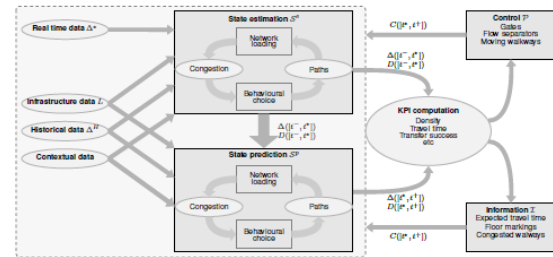 State estimation S^e
Real time data Δ•
Network
loading
Congestion
Paths
Behavioural
choice
Infrastructure data L
Historical data Δ^H
Contextual data
Δ([t⁻, t•])
D([t⁻, t•])
State prediction S^p
Network
loading
Congestion
Paths
Behavioural
choice
C([t•, t†])
Δ([t⁻, t•])
D([t⁻, t•])
Control P
Gates
Flow separators
Moving walkways
KPI computation
Density
Travel time
Transfer success
etc
Δ([t•, t†])
D([t•, t†])
C([t•, t†])
Information I
Expected travel time
Floor markings
Congested walways